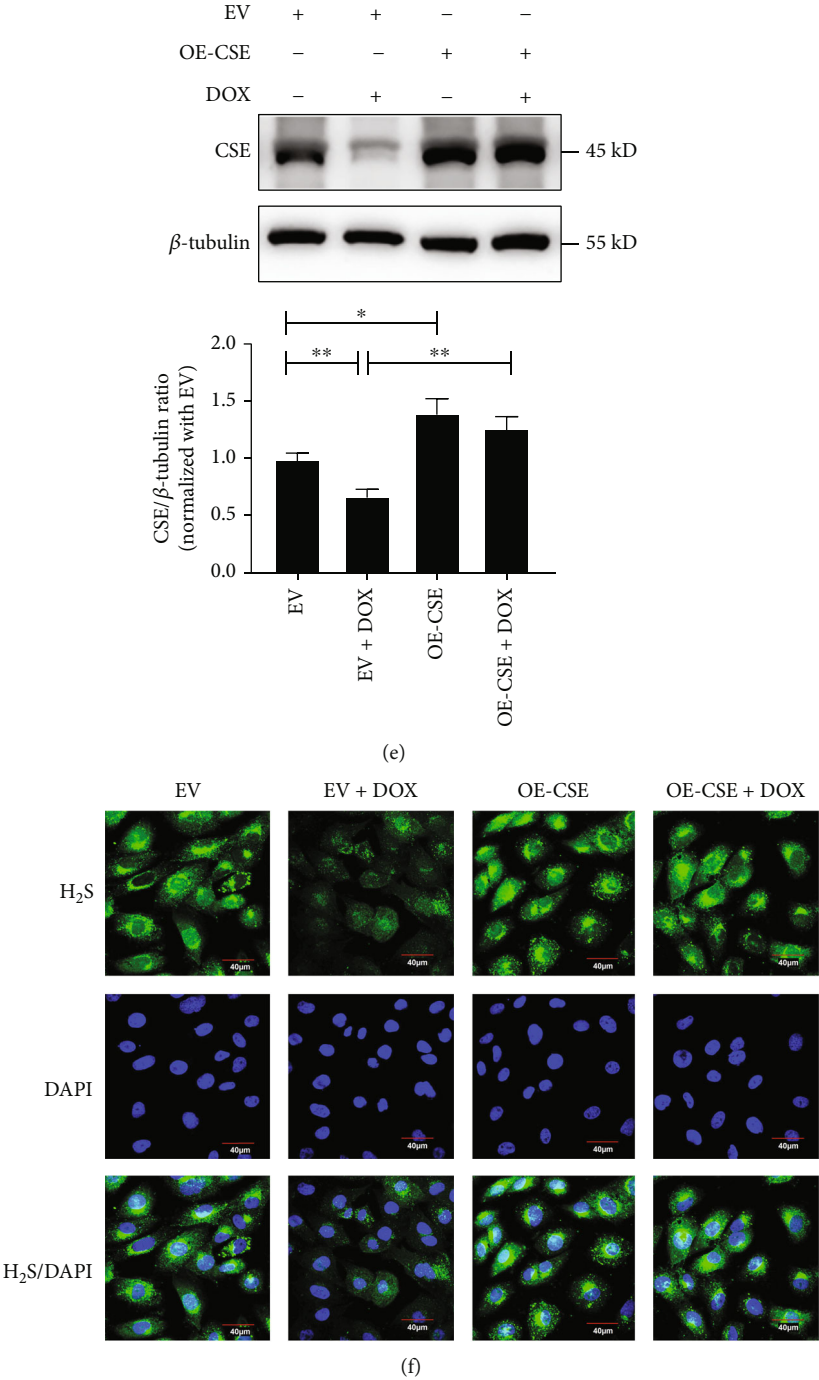 EV + + − −
OE-CSE − − + +
DOX − + − +
CSE 45 kD
β-tubulin 55 kD
* 
** **
CSE/β-tubulin ratio
(normalized with EV)
2.0
1.5
1.0
0.5
0.0
EV
EV + DOX
OE-CSE
OE-CSE + DOX
(e)
EV EV + DOX OE-CSE OE-CSE + DOX
H₂S
40μm 40μm 40μm 40μm
DAPI
40μm 40μm 40μm 40μm
H₂S/DAPI
40μm 40μm 40μm 40μm
(f)